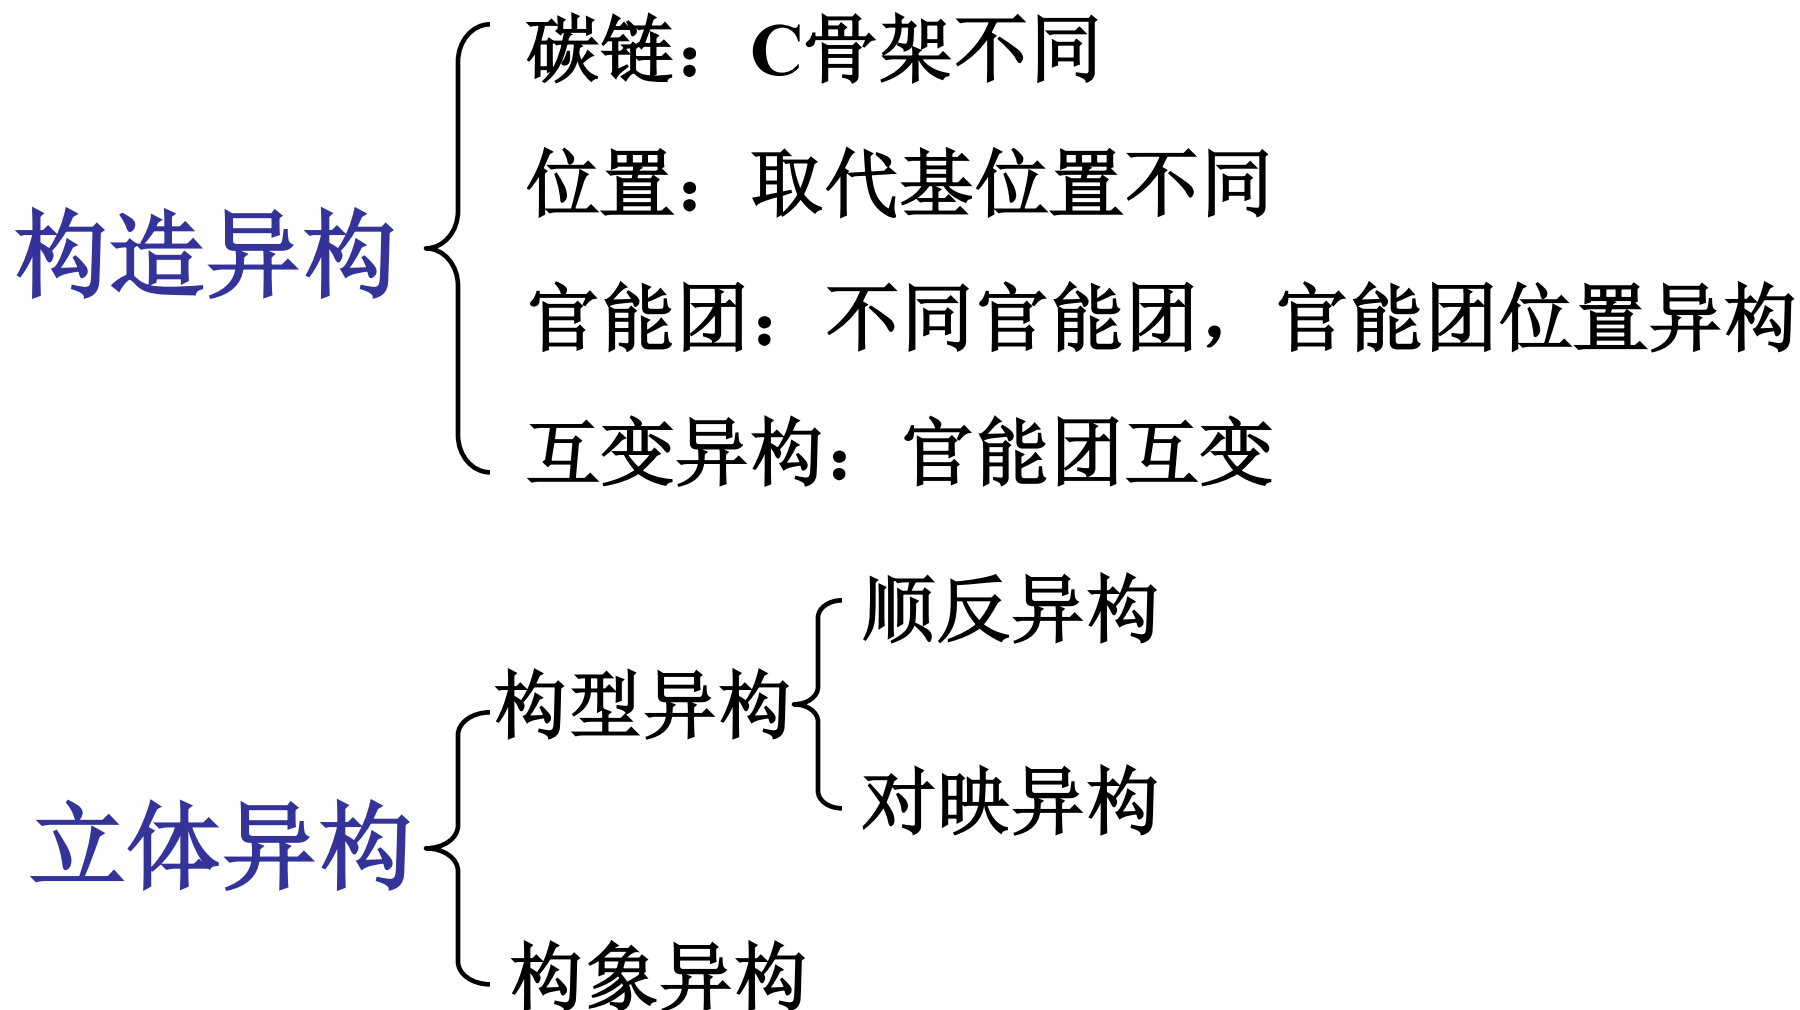 构造异构
碳链：C骨架不同
位置：取代基位置不同
官能团：不同官能团，官能团位置异构
互变异构：官能团互变
立体异构
构型异构
顺反异构
对映异构
构象异构